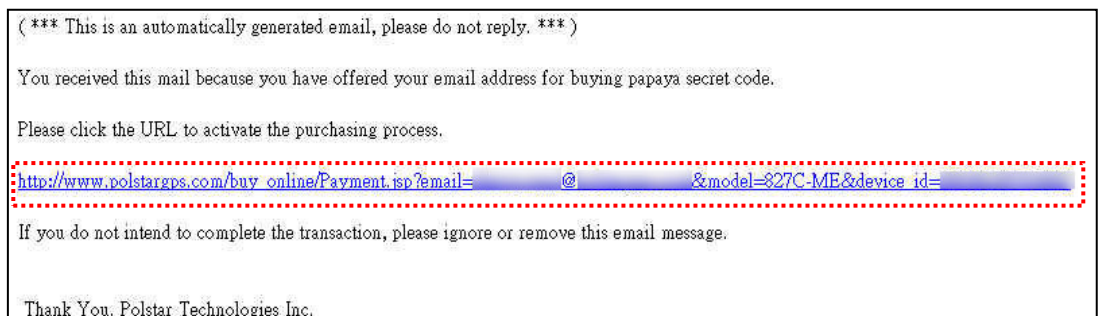 ( *** This is an automatically generated email, please do not reply. *** )
You received this mail because you have offered your email address for buying papaya secret code.
Please click the URL to activate the purchasing process.
http://www.polstargps.com/buy_online/Payment.jsp?email= @ &model=827C-ME&device_id=
If you do not intend to complete the transaction, please ignore or remove this email message.
Thank You. Polstar Technologies Inc.